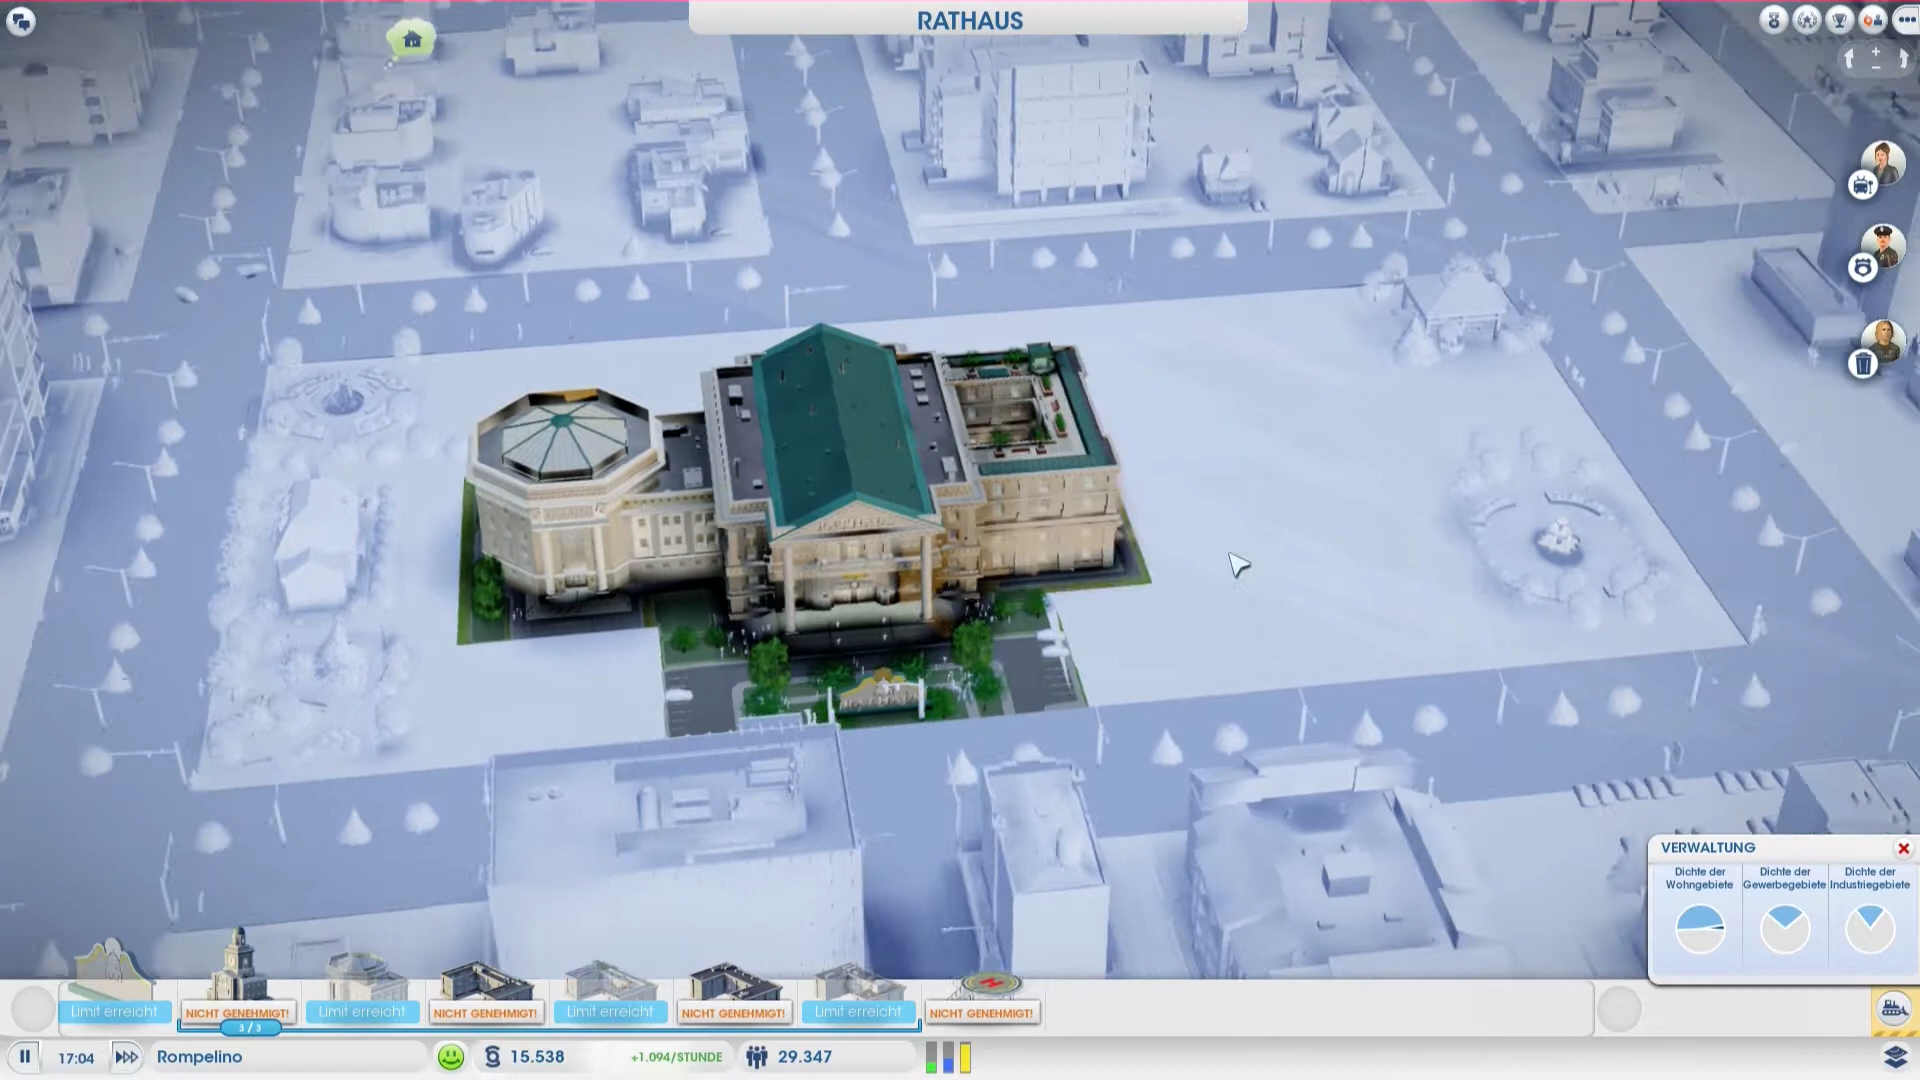 RATHAUS
VERWALTUNG
Dichte der Wohngebiete
Dichte der Gewerbegebiete
Dichte der Industriegebiete
Limit erreicht
NICHT GENEHMIGT!
Limit erreicht
NICHT GENEHMIGT!
Limit erreicht
NICHT GENEHMIGT!
Limit erreicht
NICHT GENEHMIGT!
3 / 3
17:04
Rompelino
15.538
+1.094/STUNDE
29.347